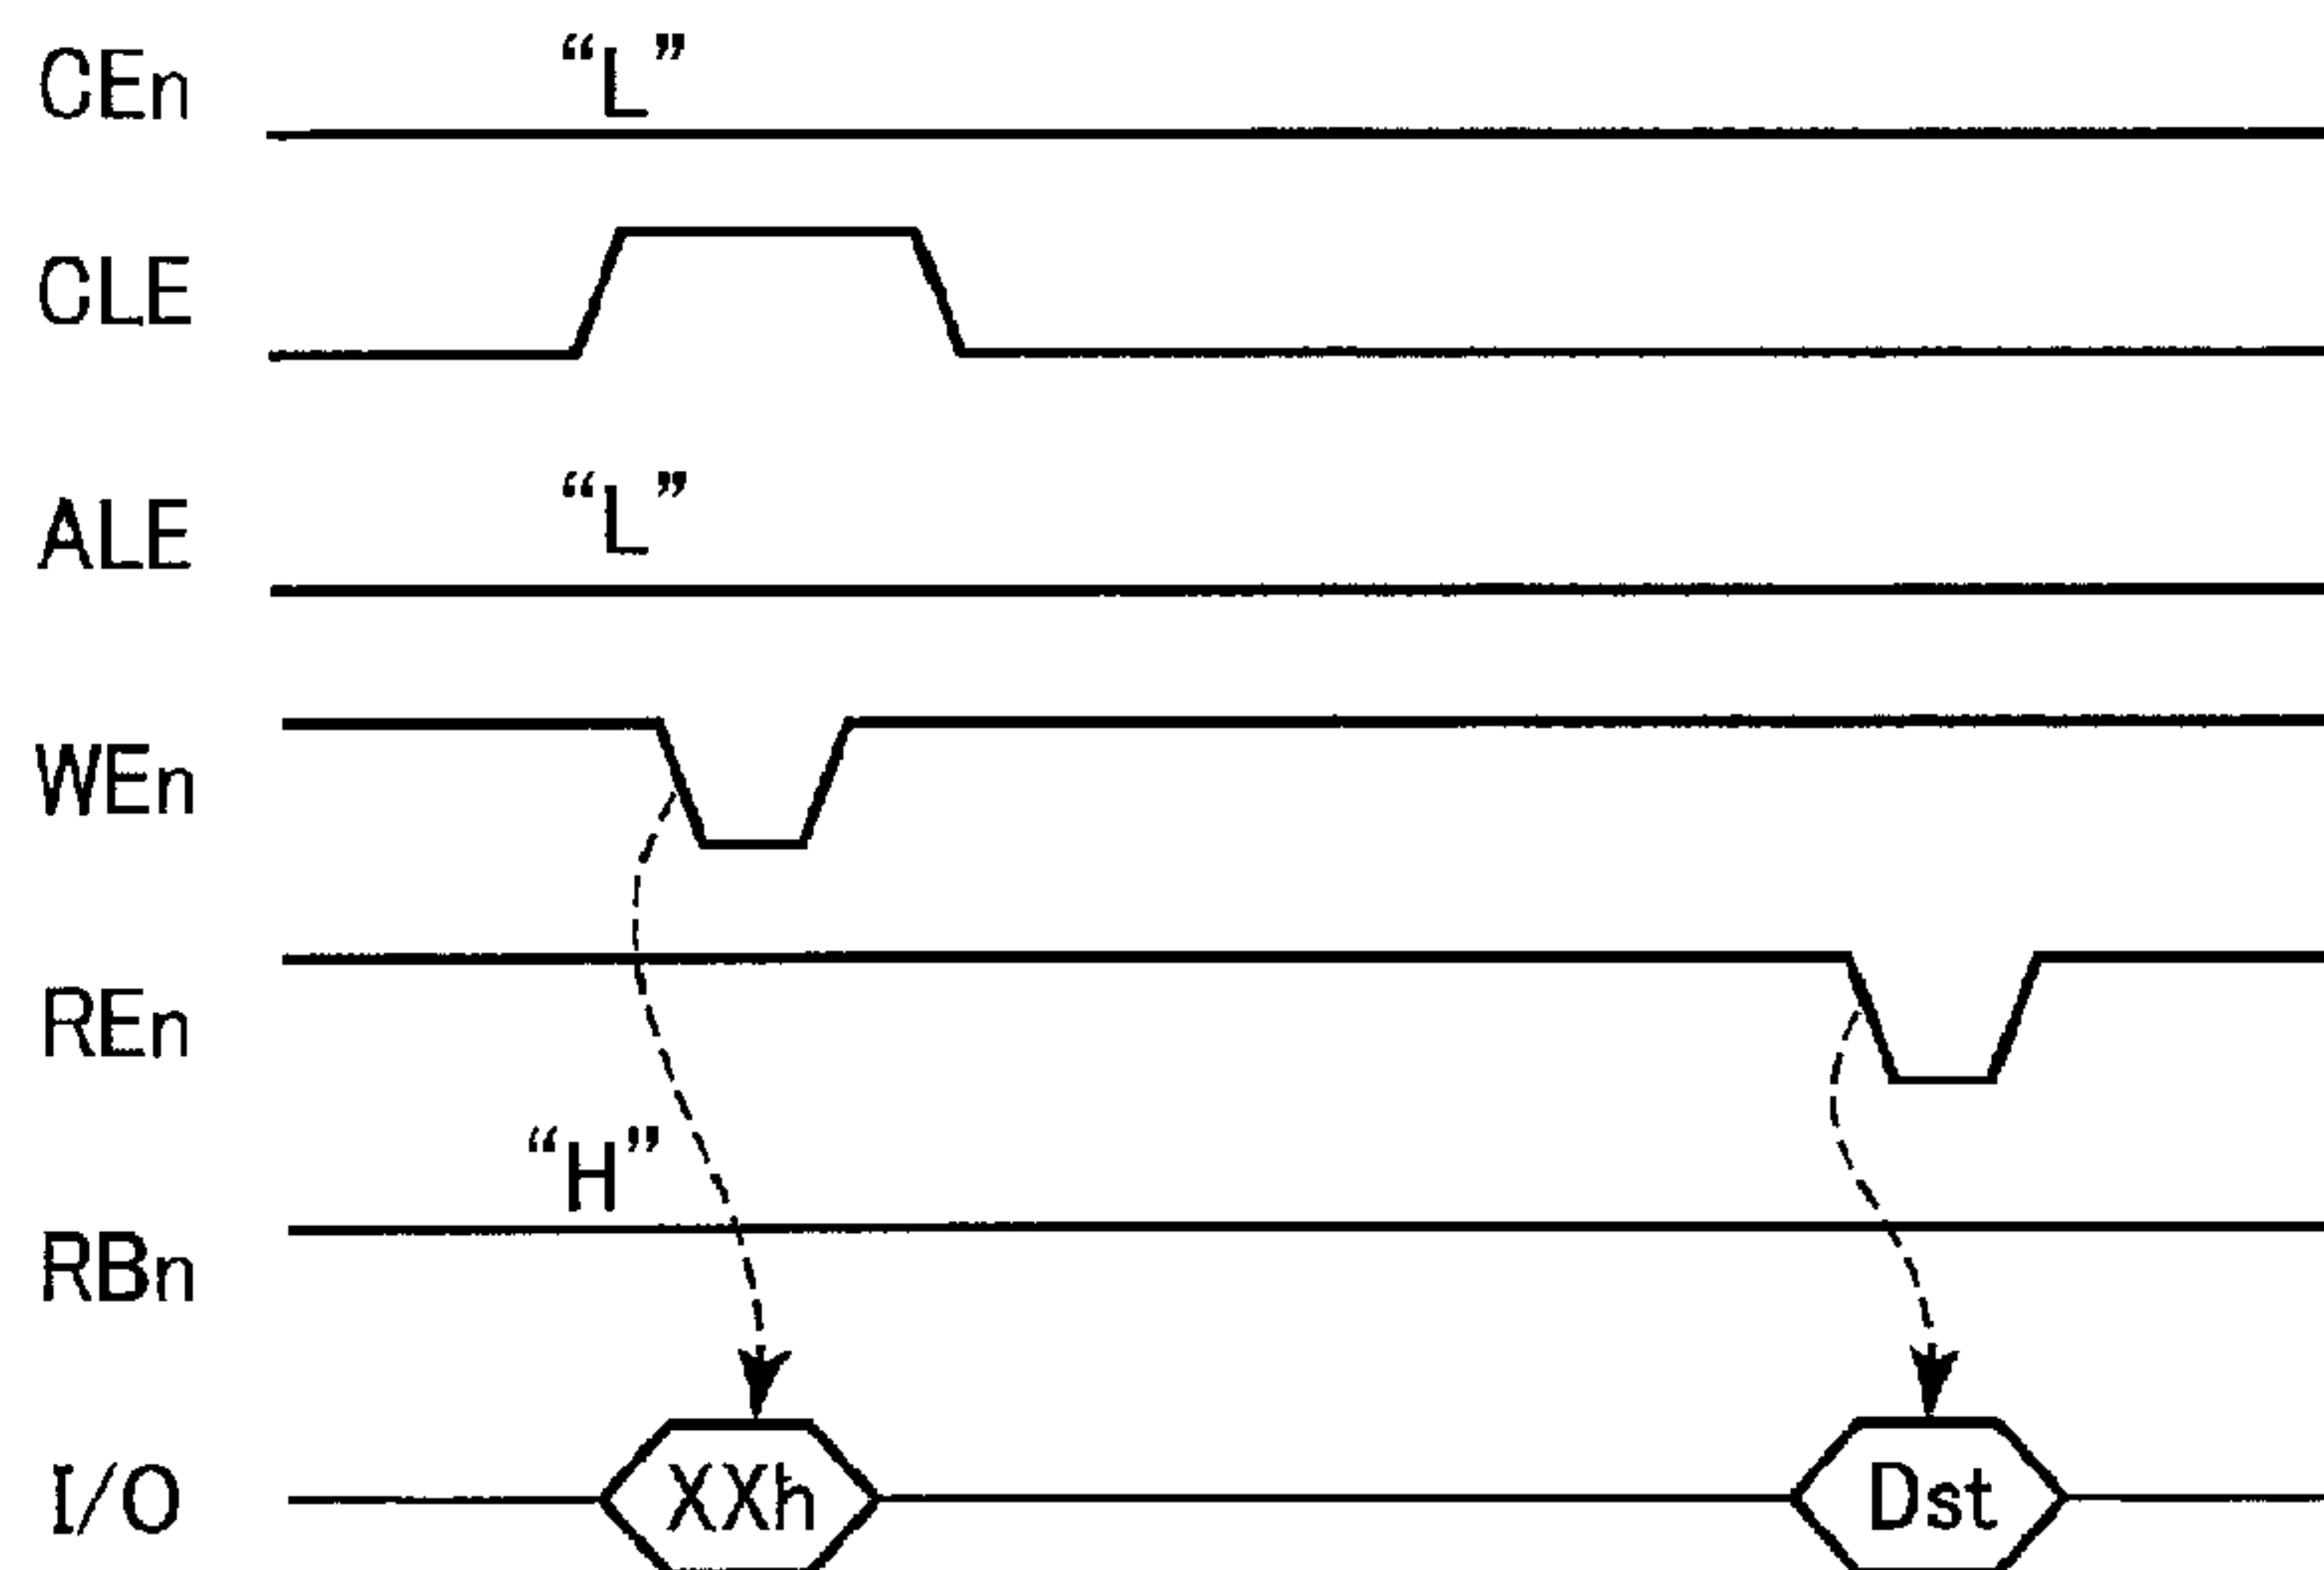 CEn “L”
CLE
ALE “L”
WEn
REn
“H”
RBn
I/O XXh Dst